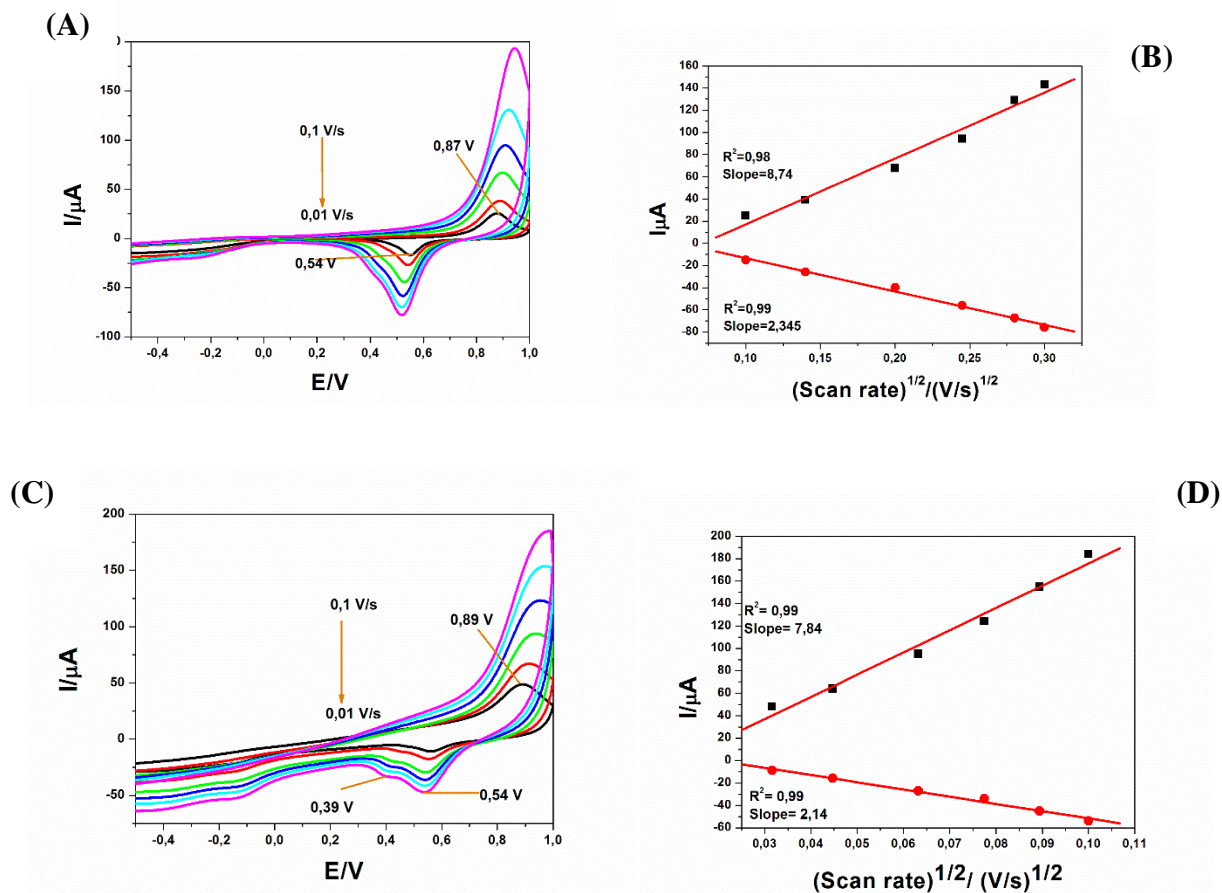 (A)
0
150
100
50
0
-50
-100
I/µA
0,1 V/s
0,01 V/s
0,87 V
0,54 V
-0,4 -0,2 0,0 0,2 0,4 0,6 0,8 1,0
E/V
(B)
160
140
120
100
80
60
40
20
0
-20
-40
-60
-80
IµA
R²=0,98
Slope=8,74
R²=0,99
Slope=2,345
0,10 0,15 0,20 0,25 0,30
(Scan rate)^1/2/(V/s)^1/2
(C)
200
150
100
50
0
-50
I/µA
0,1 V/s
0,01 V/s
0,89 V
0,39 V
0,54 V
-0,4 -0,2 0,0 0,2 0,4 0,6 0,8 1,0
E/V
(D)
200
180
160
140
120
100
80
60
40
20
0
-20
-40
-60
I/µA
R²= 0,99
Slope= 7,84
R²= 0,99
Slope= 2,14
0,03 0,04 0,05 0,06 0,07 0,08 0,09 0,10 0,11
(Scan rate)^1/2/ (V/s)^1/2